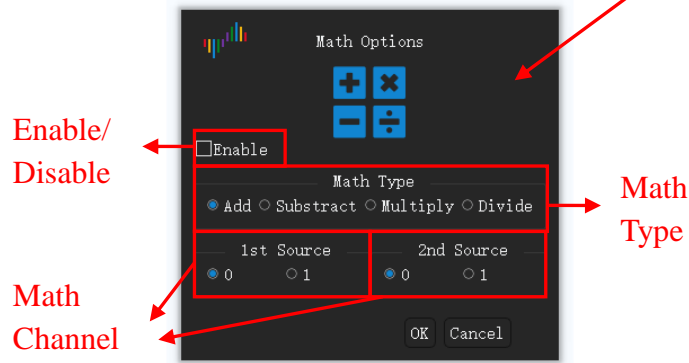 Math Options
Enable/
Disable
Enable
Math Type
Add Substract Multiply Divide
Math
Type
1st Source
0 1
2nd Source
0 1
Math
Channel
OK Cancel